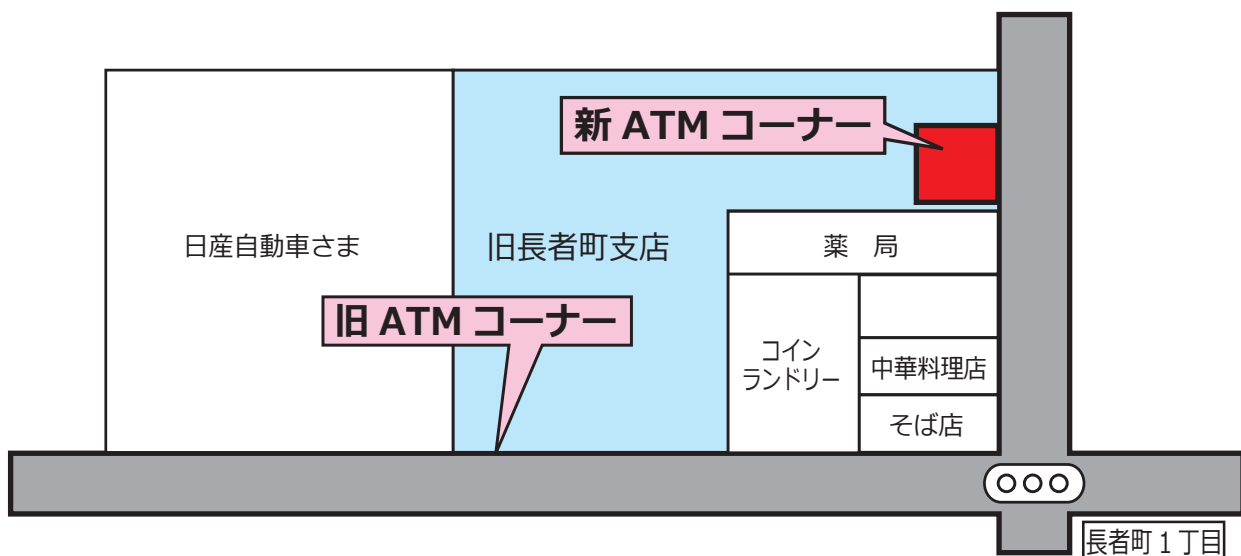 新 ATM コーナー
日産自動車さま
旧長者町支店
薬 局
旧 ATM コーナー
コイン
ランドリー
中華料理店
そば店
長者町 1 丁目